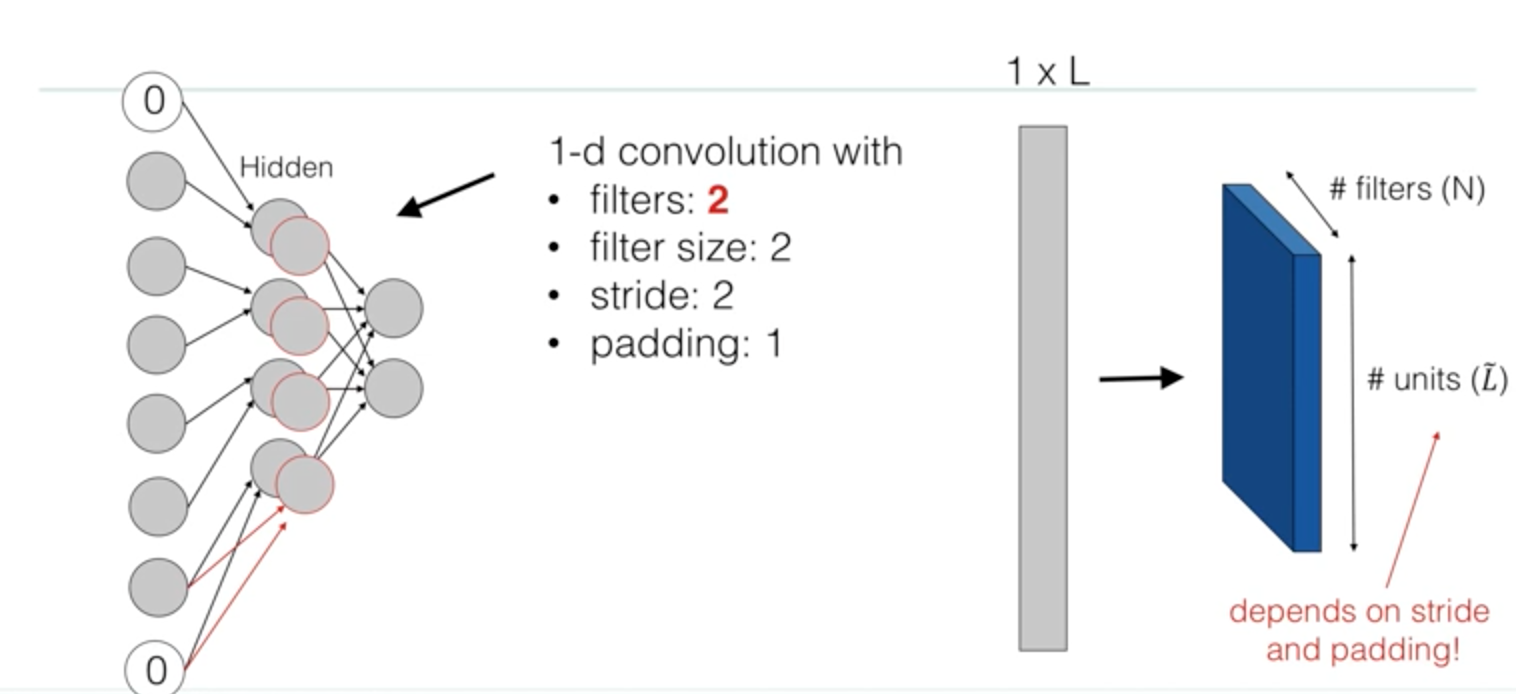 0
Hidden
0
1-d convolution with
• filters: 2
• filter size: 2
• stride: 2
• padding: 1
1 x L
# filters (N)
# units (L̃)
depends on stride
and padding!